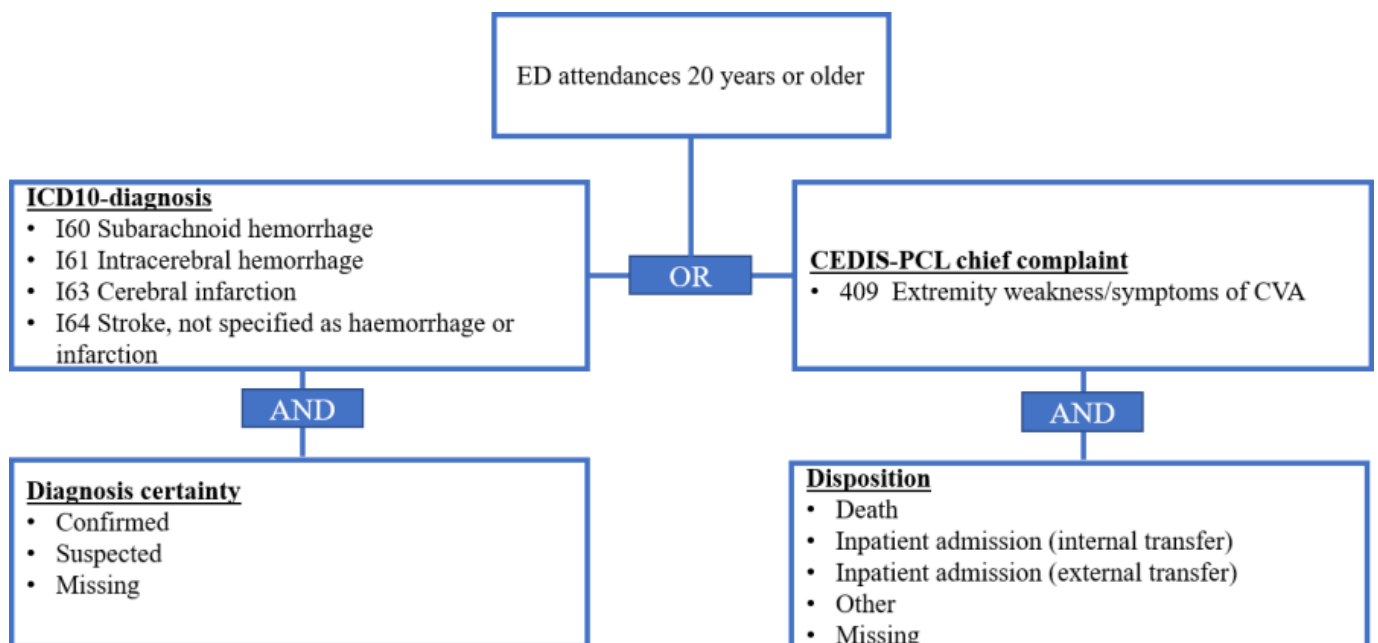 ED attendances 20 years or older
ICD10-diagnosis
• I60 Subarachnoid hemorrhage
• I61 Intracerebral hemorrhage
• I63 Cerebral infarction
• I64 Stroke, not specified as haemorrhage or
infarction
OR
CEDIS-PCL chief complaint
• 409 Extremity weakness/symptoms of CVA
AND
AND
Diagnosis certainty
• Confirmed
• Suspected
• Missing
Disposition
• Death
• Inpatient admission (internal transfer)
• Inpatient admission (external transfer)
• Other
• Missing